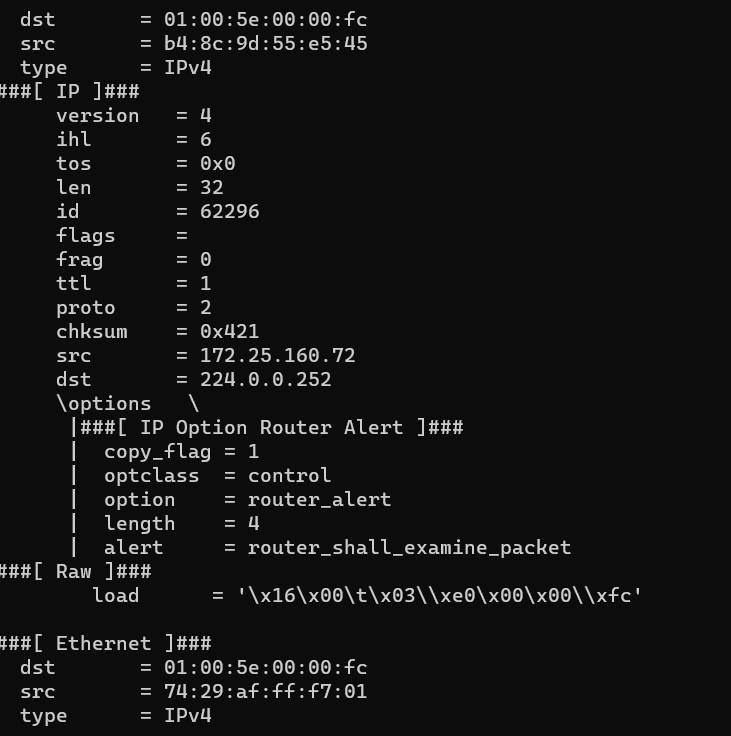 dst = 01:00:5e:00:00:fc
src = b4:8c:9d:55:e5:45
type = IPv4
###[ IP ]###
version = 4
ihl = 6
tos = 0x0
len = 32
id = 62296
flags =
frag = 0
ttl = 1
proto = 2
chksum = 0x421
src = 172.25.160.72
dst = 224.0.0.252
\options \
|###[ IP Option Router Alert ]###
| copy_flag = 1
| optclass = control
| option = router_alert
| length = 4
| alert = router_shall_examine_packet
###[ Raw ]###
load = '\x16\x00\t\x03\\xe0\x00\x00\\xfc'
###[ Ethernet ]###
dst = 01:00:5e:00:00:fc
src = 74:29:af:ff:f7:01
type = IPv4